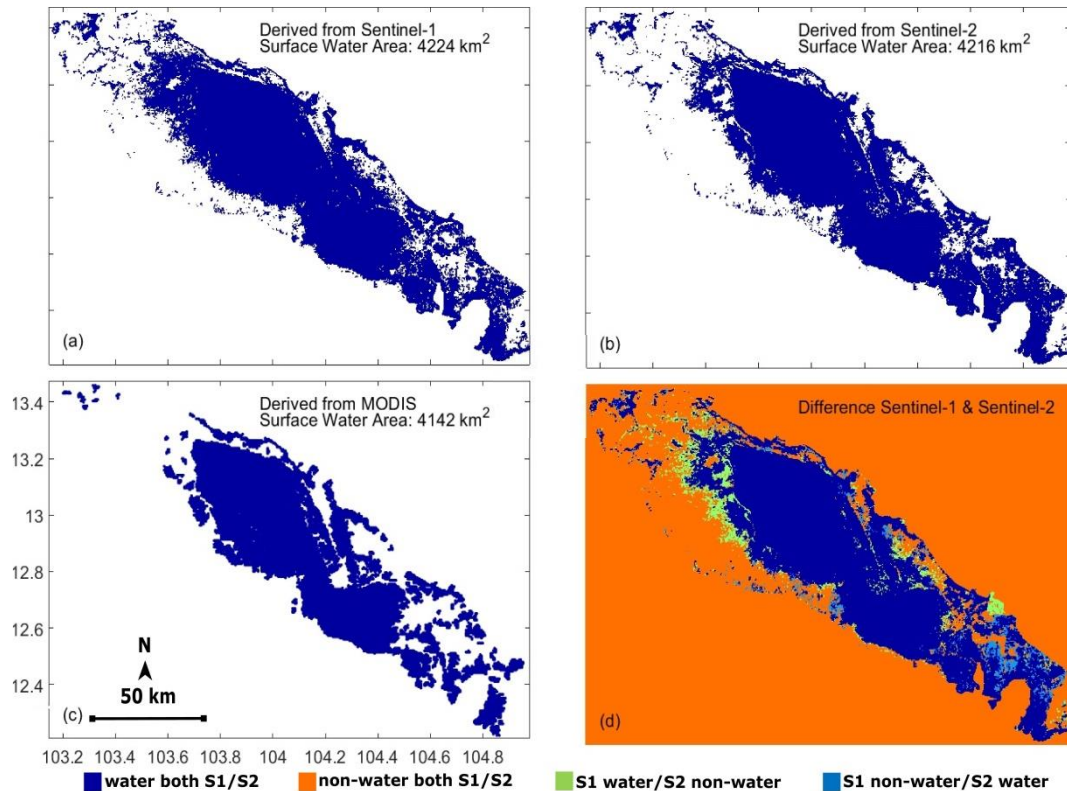 Derived from Sentinel-1
Surface Water Area: 4224 km²
(a)
Derived from Sentinel-2
Surface Water Area: 4216 km²
(b)
Derived from MODIS
Surface Water Area: 4142 km²
13.4
13.2
13
12.8
12.6
12.4
N
50 km
(c)
103.2 103.4 103.6 103.8 104 104.2 104.4 104.6 104.8
Difference Sentinel-1 & Sentinel-2
(d)
water both S1/S2 non-water both S1/S2 S1 water/S2 non-water S1 non-water/S2 water